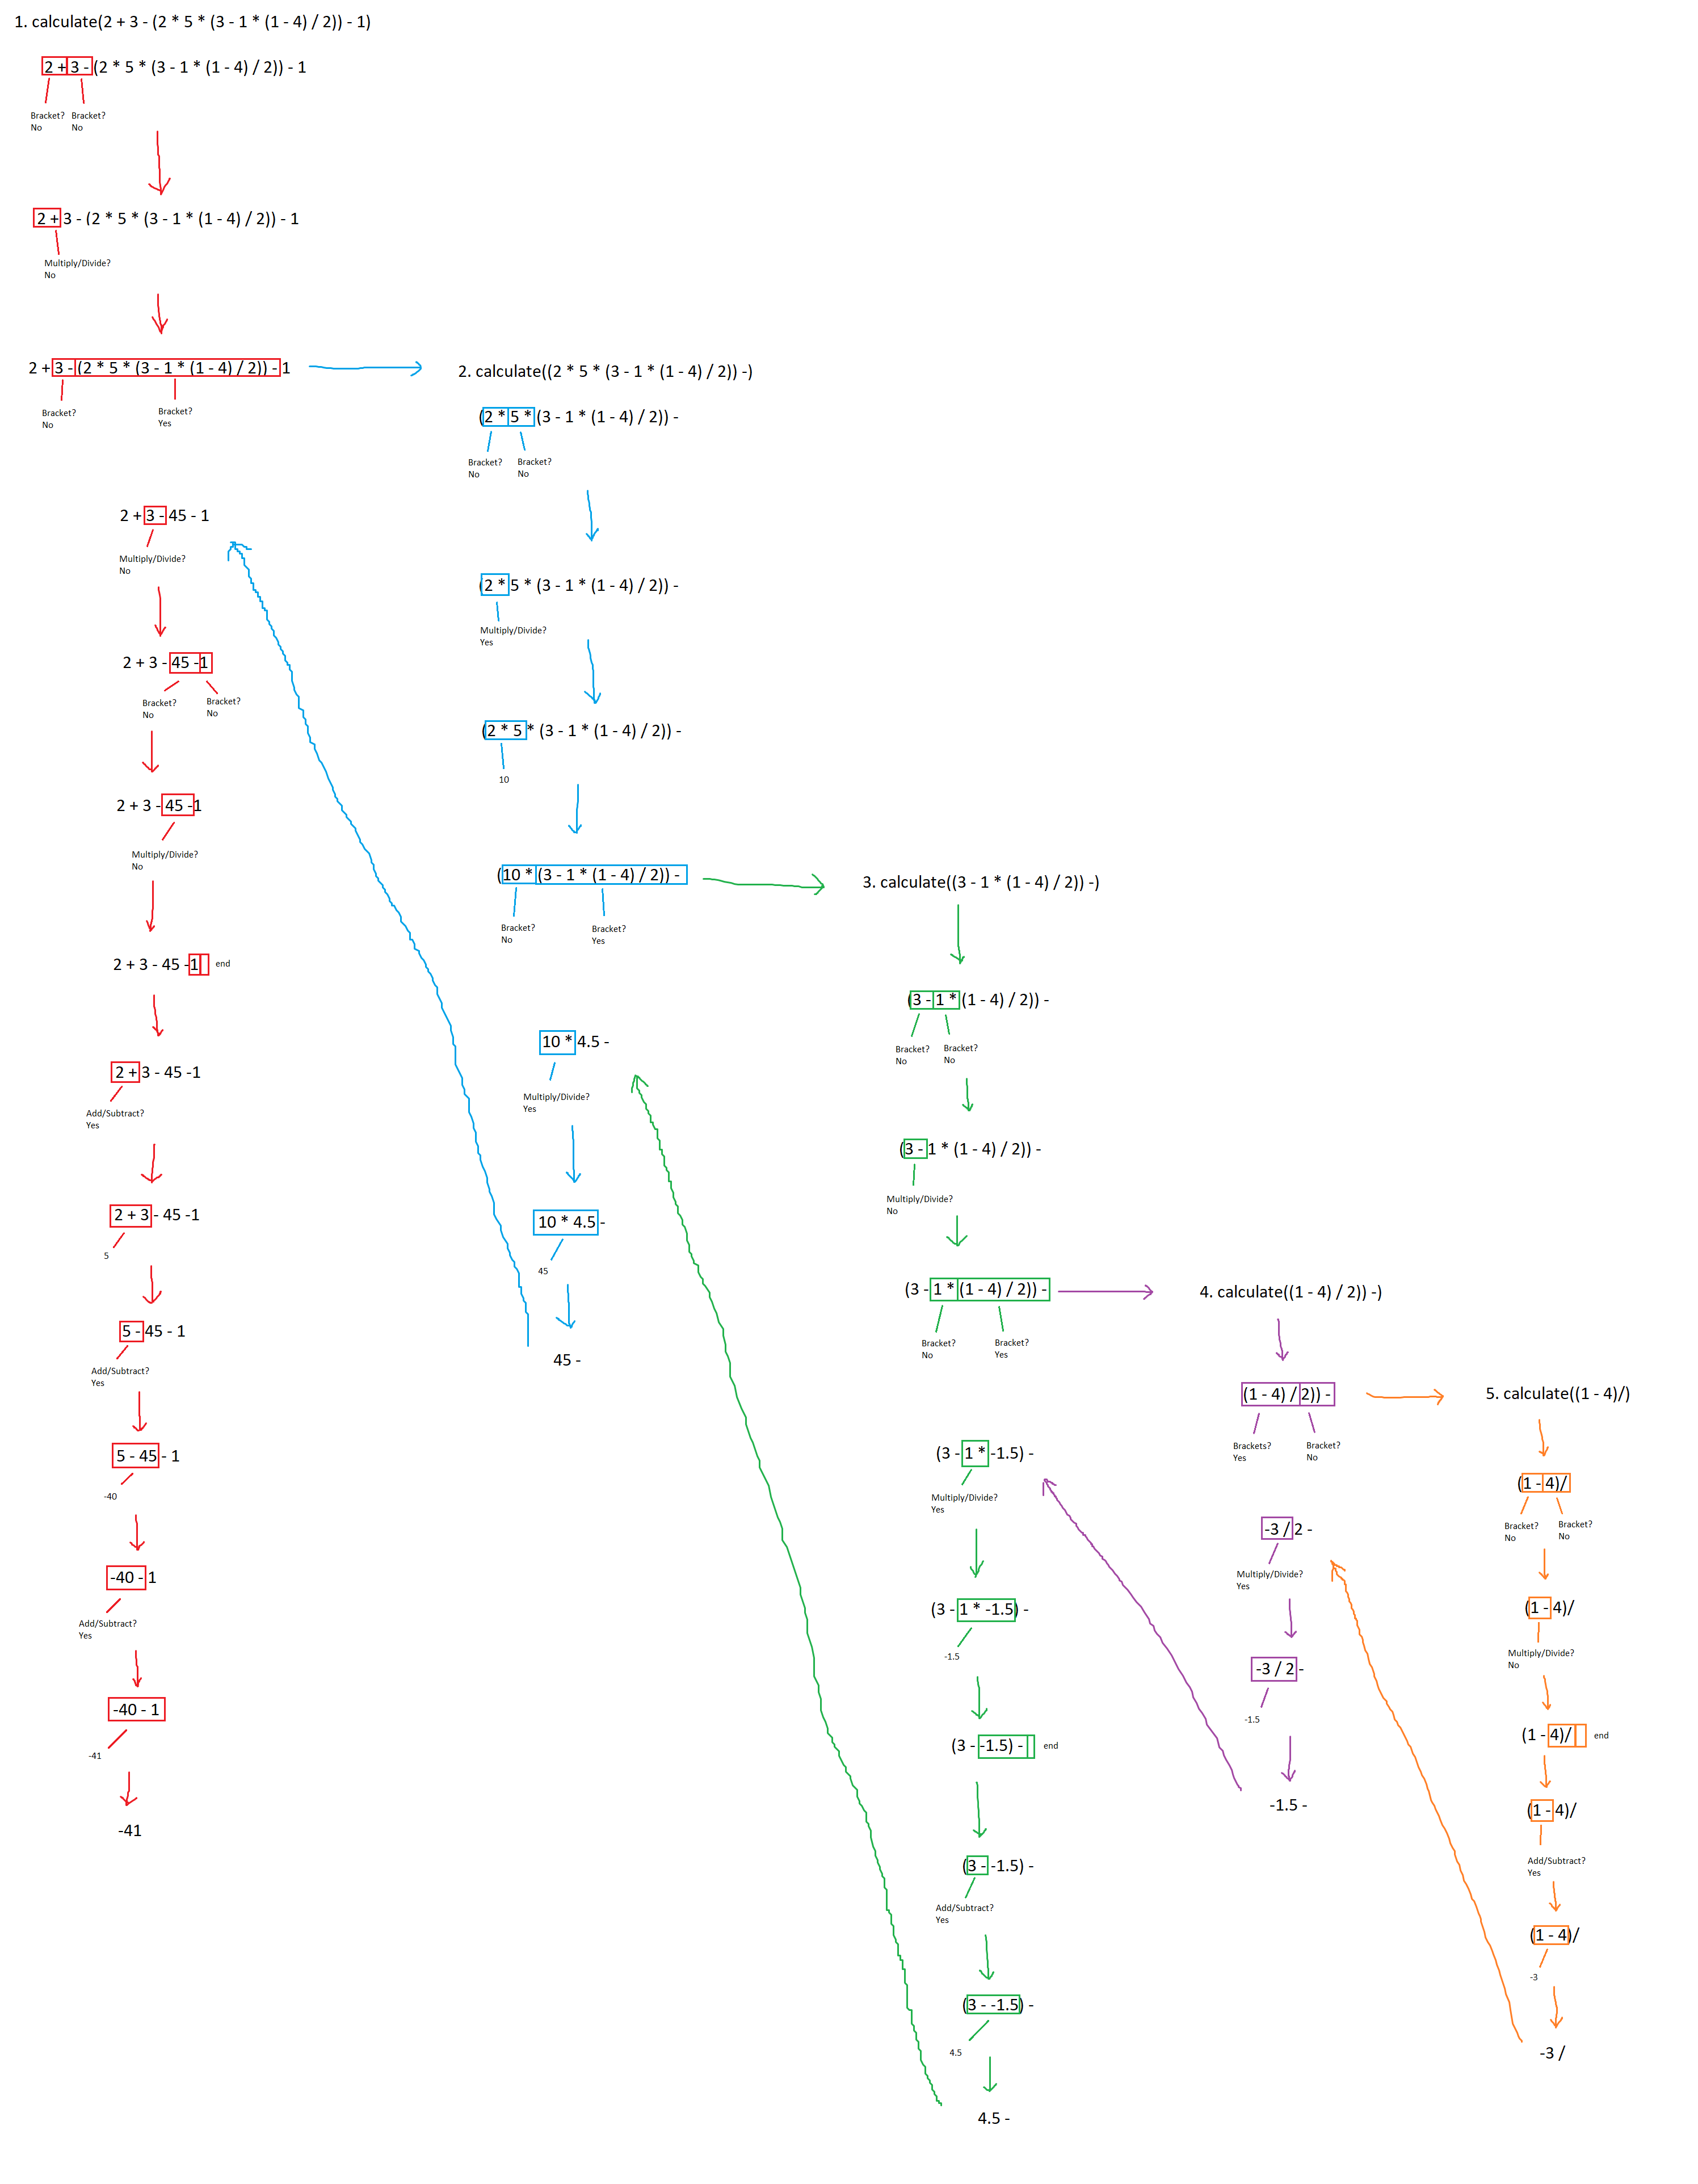 1. calculate(2 + 3 - (2 * 5 * (3 - 1 * (1 - 4) / 2)) - 1)
2 + 3 - (2 * 5 * (3 - 1 * (1 - 4) / 2)) - 1
Bracket?
No
Bracket?
No
2 + 3 - (2 * 5 * (3 - 1 * (1 - 4) / 2)) - 1
Multiply/Divide?
No
2 + 3 - (2 * 5 * (3 - 1 * (1 - 4) / 2)) - 1
Bracket?
No
Bracket?
Yes
2 + 3 - 45 - 1
Multiply/Divide?
No
2 + 3 - 45 - 1
Bracket?
No
Bracket?
No
2 + 3 - 45 - 1
Multiply/Divide?
No
2 + 3 - 45 - 1
end
2 + 3 - 45 -1
Add/Subtract?
Yes
2 + 3 - 45 -1
5
5 - 45 - 1
Add/Subtract?
Yes
5 - 45 - 1
-40
-40 - 1
Add/Subtract?
Yes
-40 - 1
-41
-41
2. calculate((2 * 5 * (3 - 1 * (1 - 4) / 2)) -)
(2 * 5 * (3 - 1 * (1 - 4) / 2)) -
Bracket?
No
Bracket?
No
(2 * 5 * (3 - 1 * (1 - 4) / 2)) -
Multiply/Divide?
Yes
(2 * 5 * (3 - 1 * (1 - 4) / 2)) -
10
(10 * (3 - 1 * (1 - 4) / 2)) -
Bracket?
No
Bracket?
Yes
10 * 4.5 -
Multiply/Divide?
Yes
10 * 4.5 -
45
45 -
3. calculate((3 - 1 * (1 - 4) / 2)) -)
(3 - 1 * (1 - 4) / 2)) -
Bracket?
No
Bracket?
No
(3 - 1 * (1 - 4) / 2)) -
Multiply/Divide?
No
(3 - 1 * (1 - 4) / 2)) -
Bracket?
No
Bracket?
Yes
(3 - 1 * -1.5) -
Multiply/Divide?
Yes
(3 - 1 * -1.5) -
-1.5
(3 - -1.5) -
end
(3 - -1.5) -
Add/Subtract?
Yes
(3 - -1.5) -
4.5
4.5 -
4. calculate((1 - 4) / 2)) -)
(1 - 4) / 2)) -
Brackets?
Yes
Bracket?
No
-3 / 2 -
Multiply/Divide?
Yes
-3 / 2 -
-1.5
-1.5 -
5. calculate((1 - 4)/)
(1 - 4)/
Bracket?
No
Bracket?
No
(1 - 4)/
Multiply/Divide?
No
(1 - 4)/
end
(1 - 4)/
Add/Subtract?
Yes
(1 - 4)/
-3
-3 /